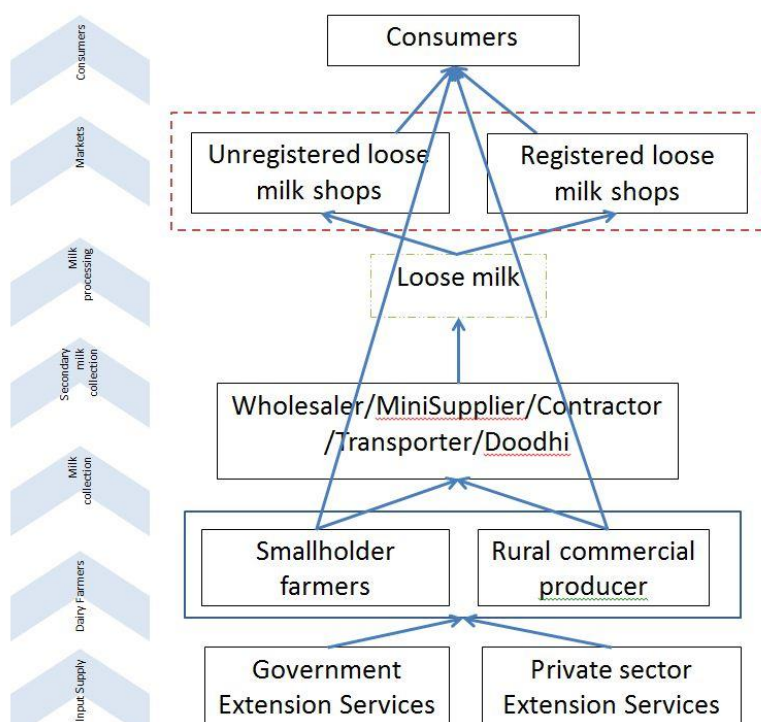 Consumers
Consumers
Markets
Unregistered loose
milk shops
Registered loose
milk shops
Milk
processing
Loose milk
Secondary
milk
collection
Wholesaler/MiniSupplier/Contractor
/Transporter/Doodhi
Milk
collection
Dairy Farmers
Smallholder
farmers
Rural commercial
producer
Input Supply
Government
Extension Services
Private sector
Extension Services